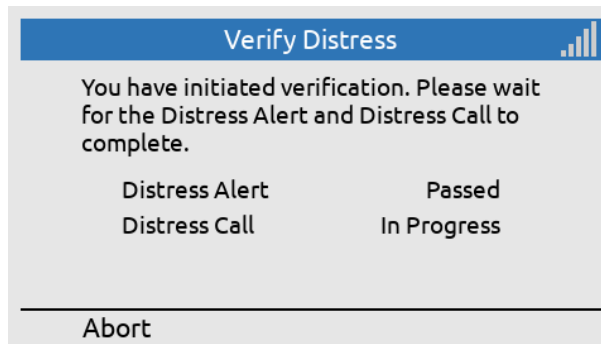 Verify Distress
You have initiated verification. Please wait
for the Distress Alert and Distress Call to
complete.
Distress Alert Passed
Distress Call In Progress
Abort